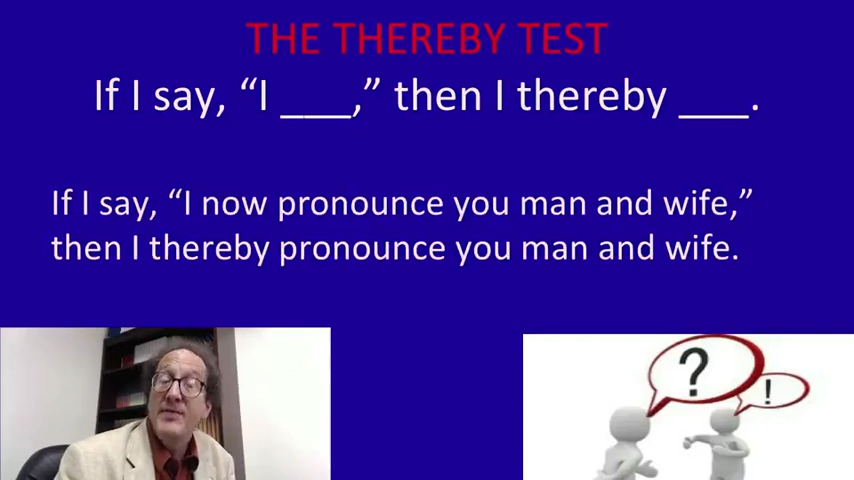 THE THEREBY TEST
If I say, “I ___,” then I thereby ___.
If I say, “I now pronounce you man and wife,”
then I thereby pronounce you man and wife.
?
!